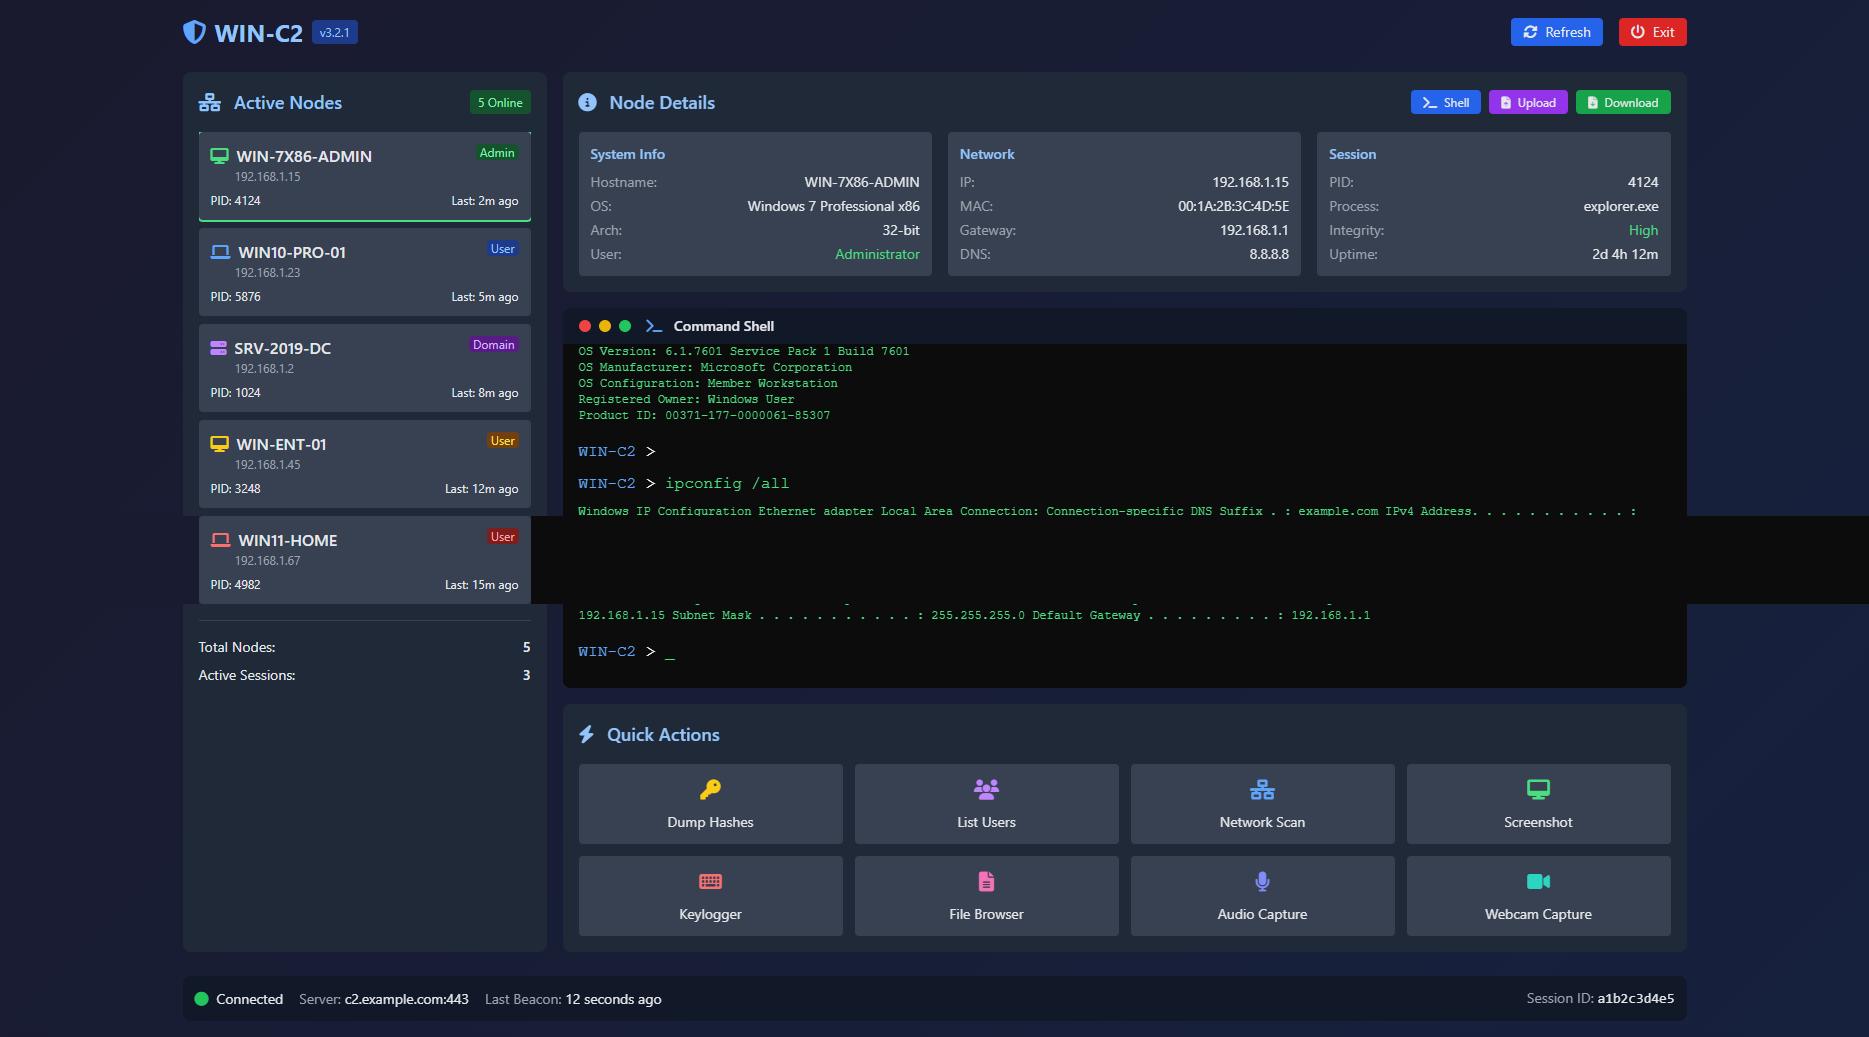 WIN-C2 v3.2.1
Refresh
Exit
Active Nodes
5 Online
WIN-7X86-ADMIN
Admin
192.168.1.15
PID: 4124
Last: 2m ago
WIN10-PRO-01
User
192.168.1.23
PID: 5876
Last: 5m ago
SRV-2019-DC
Domain
192.168.1.2
PID: 1024
Last: 8m ago
WIN-ENT-01
User
192.168.1.45
PID: 3248
Last: 12m ago
WIN11-HOME
User
192.168.1.67
PID: 4982
Last: 15m ago
Total Nodes: 5
Active Sessions: 3
Node Details
Shell
Upload
Download
System Info
Hostname: WIN-7X86-ADMIN
OS: Windows 7 Professional x86
Arch: 32-bit
User: Administrator
Network
IP: 192.168.1.15
MAC: 00:1A:2B:3C:4D:5E
Gateway: 192.168.1.1
DNS: 8.8.8.8
Session
PID: 4124
Process: explorer.exe
Integrity: High
Uptime: 2d 4h 12m
Command Shell
OS Version: 6.1.7601 Service Pack 1 Build 7601
OS Manufacturer: Microsoft Corporation
OS Configuration: Member Workstation
Registered Owner: Windows User
Product ID: 00371-177-0000061-85307
WIN-C2 >
WIN-C2 > ipconfig /all
Windows IP Configuration Ethernet adapter Local Area Connection: Connection-specific DNS Suffix . : example.com IPv4 Address. . . . . . . . . . . :
192.168.1.15 Subnet Mask . . . . . . . . . . . : 255.255.255.0 Default Gateway . . . . . . . . . : 192.168.1.1
WIN-C2 > _
Quick Actions
Dump Hashes
List Users
Network Scan
Screenshot
Keylogger
File Browser
Audio Capture
Webcam Capture
Connected
Server: c2.example.com:443
Last Beacon: 12 seconds ago
Session ID: a1b2c3d4e5